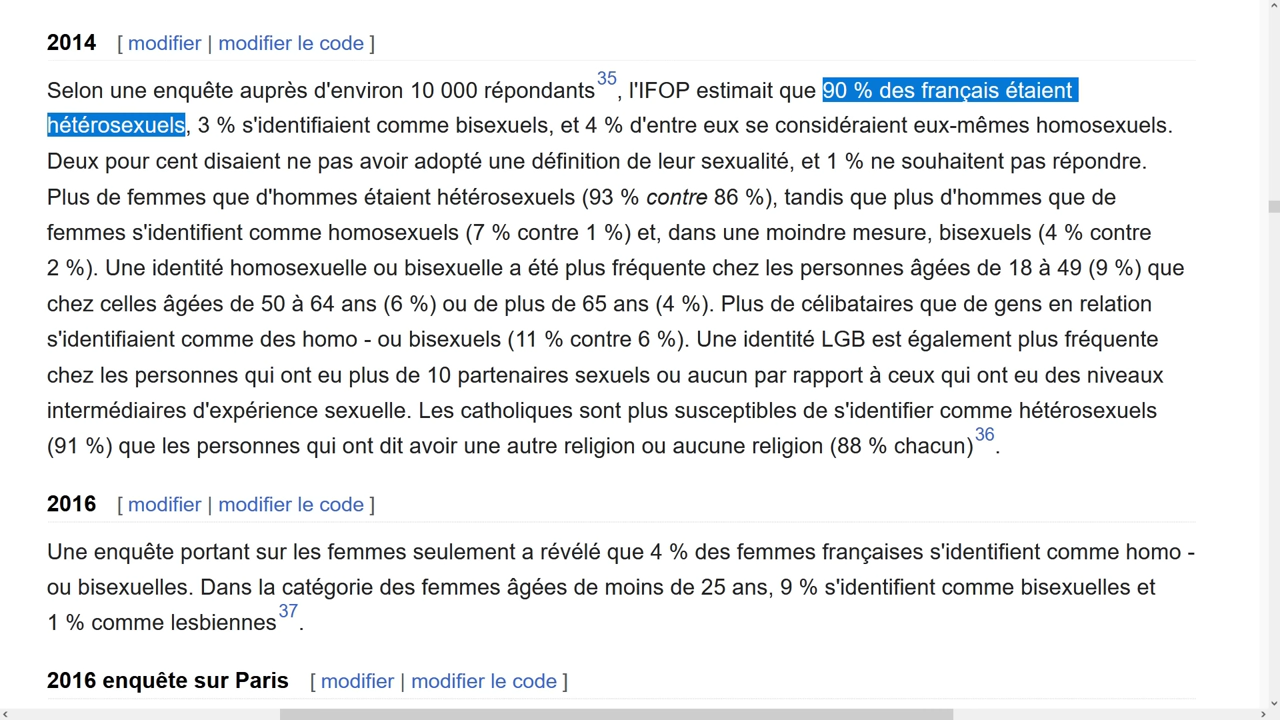 2014 [ modifier | modifier le code ]
Selon une enquête auprès d'environ 10 000 répondants35, l'IFOP estimait que 90 % des français étaient
hétérosexuels, 3 % s'identifiaient comme bisexuels, et 4 % d'entre eux se considéraient eux-mêmes homosexuels.
Deux pour cent disaient ne pas avoir adopté une définition de leur sexualité, et 1 % ne souhaitent pas répondre.
Plus de femmes que d'hommes étaient hétérosexuels (93 % contre 86 %), tandis que plus d'hommes que de
femmes s'identifient comme homosexuels (7 % contre 1 %) et, dans une moindre mesure, bisexuels (4 % contre
2 %). Une identité homosexuelle ou bisexuelle a été plus fréquente chez les personnes âgées de 18 à 49 (9 %) que
chez celles âgées de 50 à 64 ans (6 %) ou de plus de 65 ans (4 %). Plus de célibataires que de gens en relation
s'identifiaient comme des homo - ou bisexuels (11 % contre 6 %). Une identité LGB est également plus fréquente
chez les personnes qui ont eu plus de 10 partenaires sexuels ou aucun par rapport à ceux qui ont eu des niveaux
intermédiaires d'expérience sexuelle. Les catholiques sont plus susceptibles de s'identifier comme hétérosexuels
(91 %) que les personnes qui ont dit avoir une autre religion ou aucune religion (88 % chacun)36.
2016 [ modifier | modifier le code ]
Une enquête portant sur les femmes seulement a révélé que 4 % des femmes françaises s'identifient comme homo -
ou bisexuelles. Dans la catégorie des femmes âgées de moins de 25 ans, 9 % s'identifient comme bisexuelles et
1 % comme lesbiennes37.
2016 enquête sur Paris [ modifier | modifier le code ]